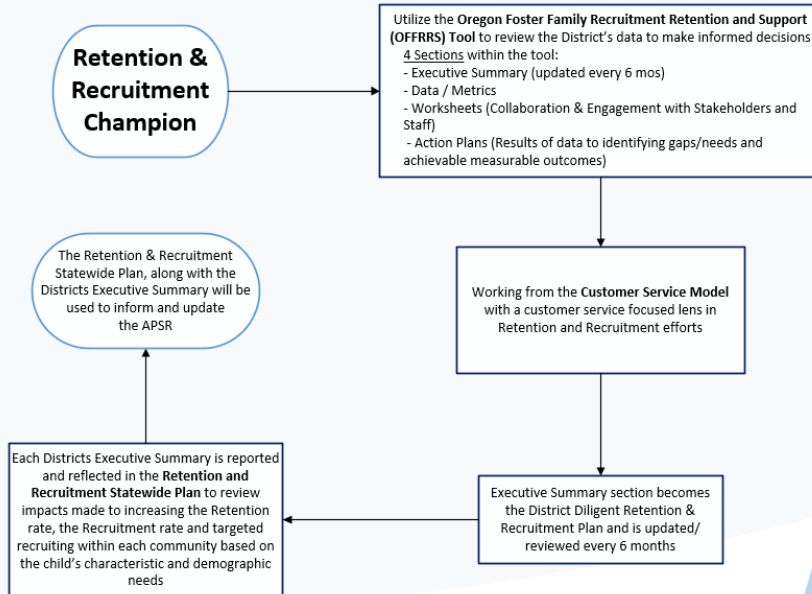 Retention &
Recruitment
Champion
Utilize the Oregon Foster Family Recruitment Retention and Support
(OFFRRS) Tool to review the District's data to make informed decisions
4 Sections within the tool:
- Executive Summary (updated every 6 mos)
- Data / Metrics
- Worksheets (Collaboration & Engagement with Stakeholders and
Staff)
- Action Plans (Results of data to identifying gaps/needs and
achievable measurable outcomes)
Working from the Customer Service Model
with a customer service focused lens in
Retention and Recruitment efforts
Executive Summary section becomes
the District Diligent Retention &
Recruitment Plan and is updated/
reviewed every 6 months
Each Districts Executive Summary is reported
and reflected in the Retention and
Recruitment Statewide Plan to review
impacts made to increasing the Retention
rate, the Recruitment rate and targeted
recruiting within each community based on
the child's characteristic and demographic
needs
The Retention & Recruitment
Statewide Plan, along with the
Districts Executive Summary will be
used to inform and update
the APSR